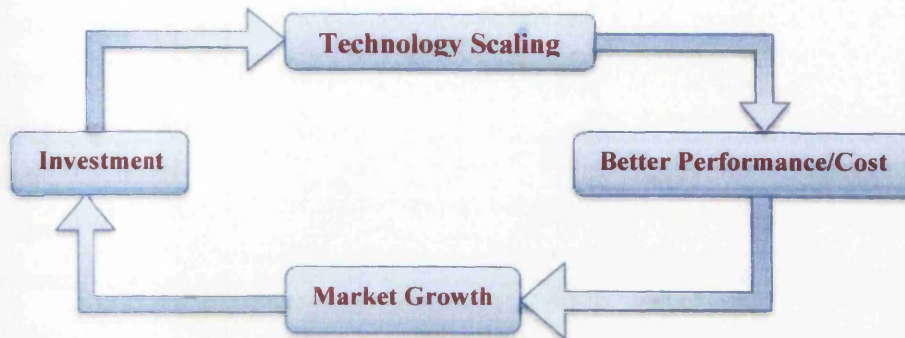 Technology Scaling
Investment
Better Performance/Cost
Market Growth